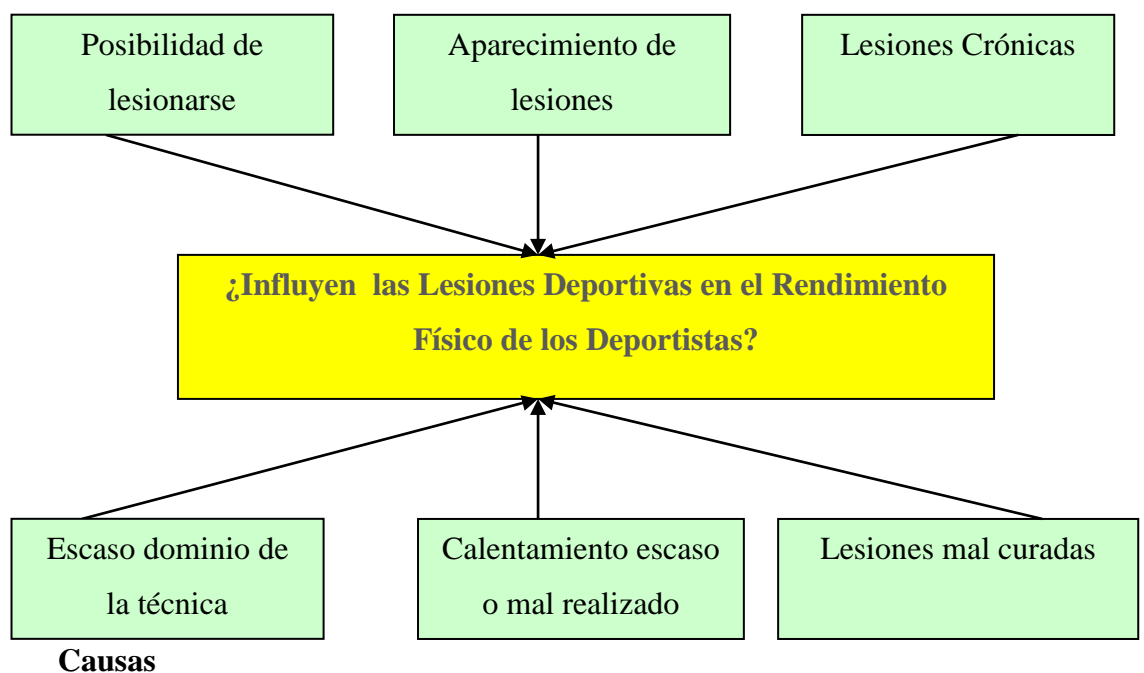 Posibilidad de
lesionarse
Aparecimiento de
lesiones
Lesiones Crónicas
¿Influyen  las Lesiones Deportivas en el Rendimiento
Físico de los Deportistas?
Escaso dominio de
la técnica
Calentamiento escaso
o mal realizado
Lesiones mal curadas
Causas